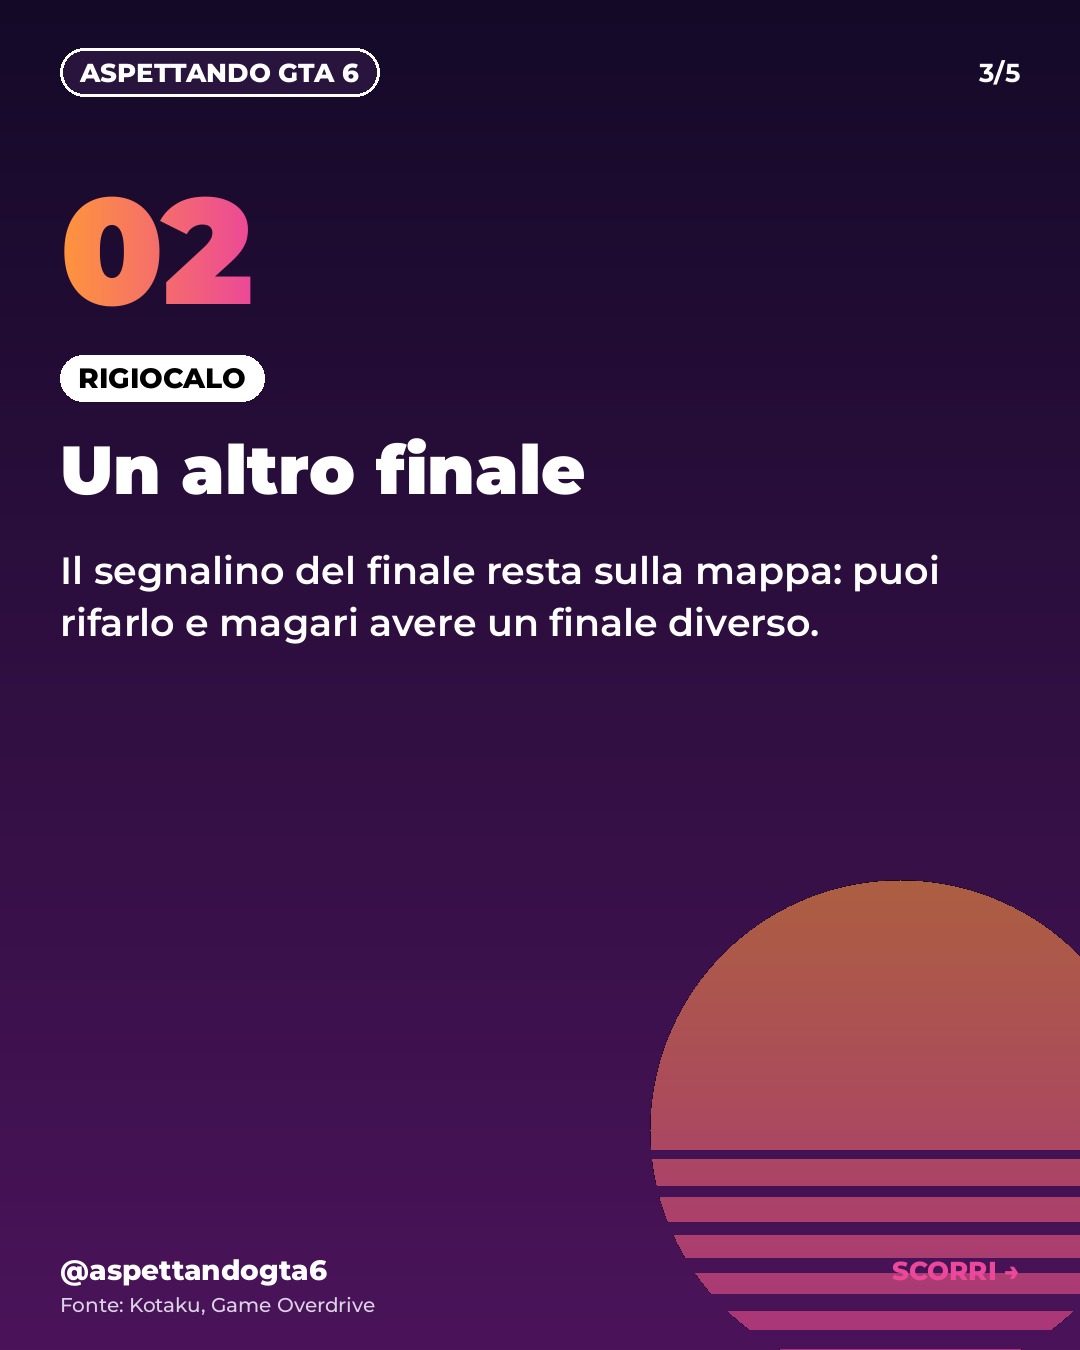 ASPETTANDO GTA 6
3/5
02
RIGIOCALO
Un altro finale
Il segnalino del finale resta sulla mappa: puoi
rifarlo e magari avere un finale diverso.
@aspettandogta6
SCORRI →
Fonte: Kotaku, Game Overdrive